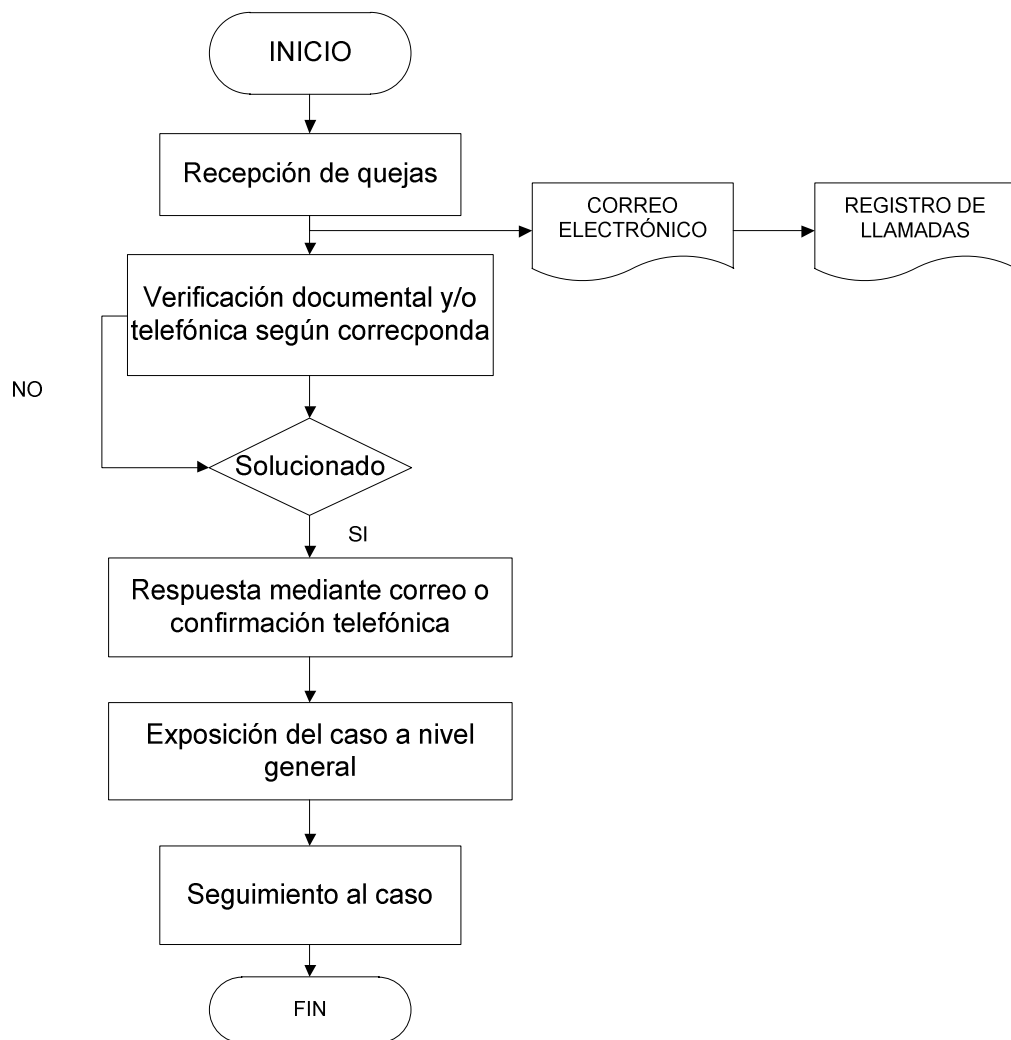 INICIO
Recepción de quejas
CORREO
ELECTRÓNICO
REGISTRO DE
LLAMADAS
Verificación documental y/o
telefónica según correcponda
NO
Solucionado
SI
Respuesta mediante correo o
confirmación telefónica
Exposición del caso a nivel
general
Seguimiento al caso
FIN